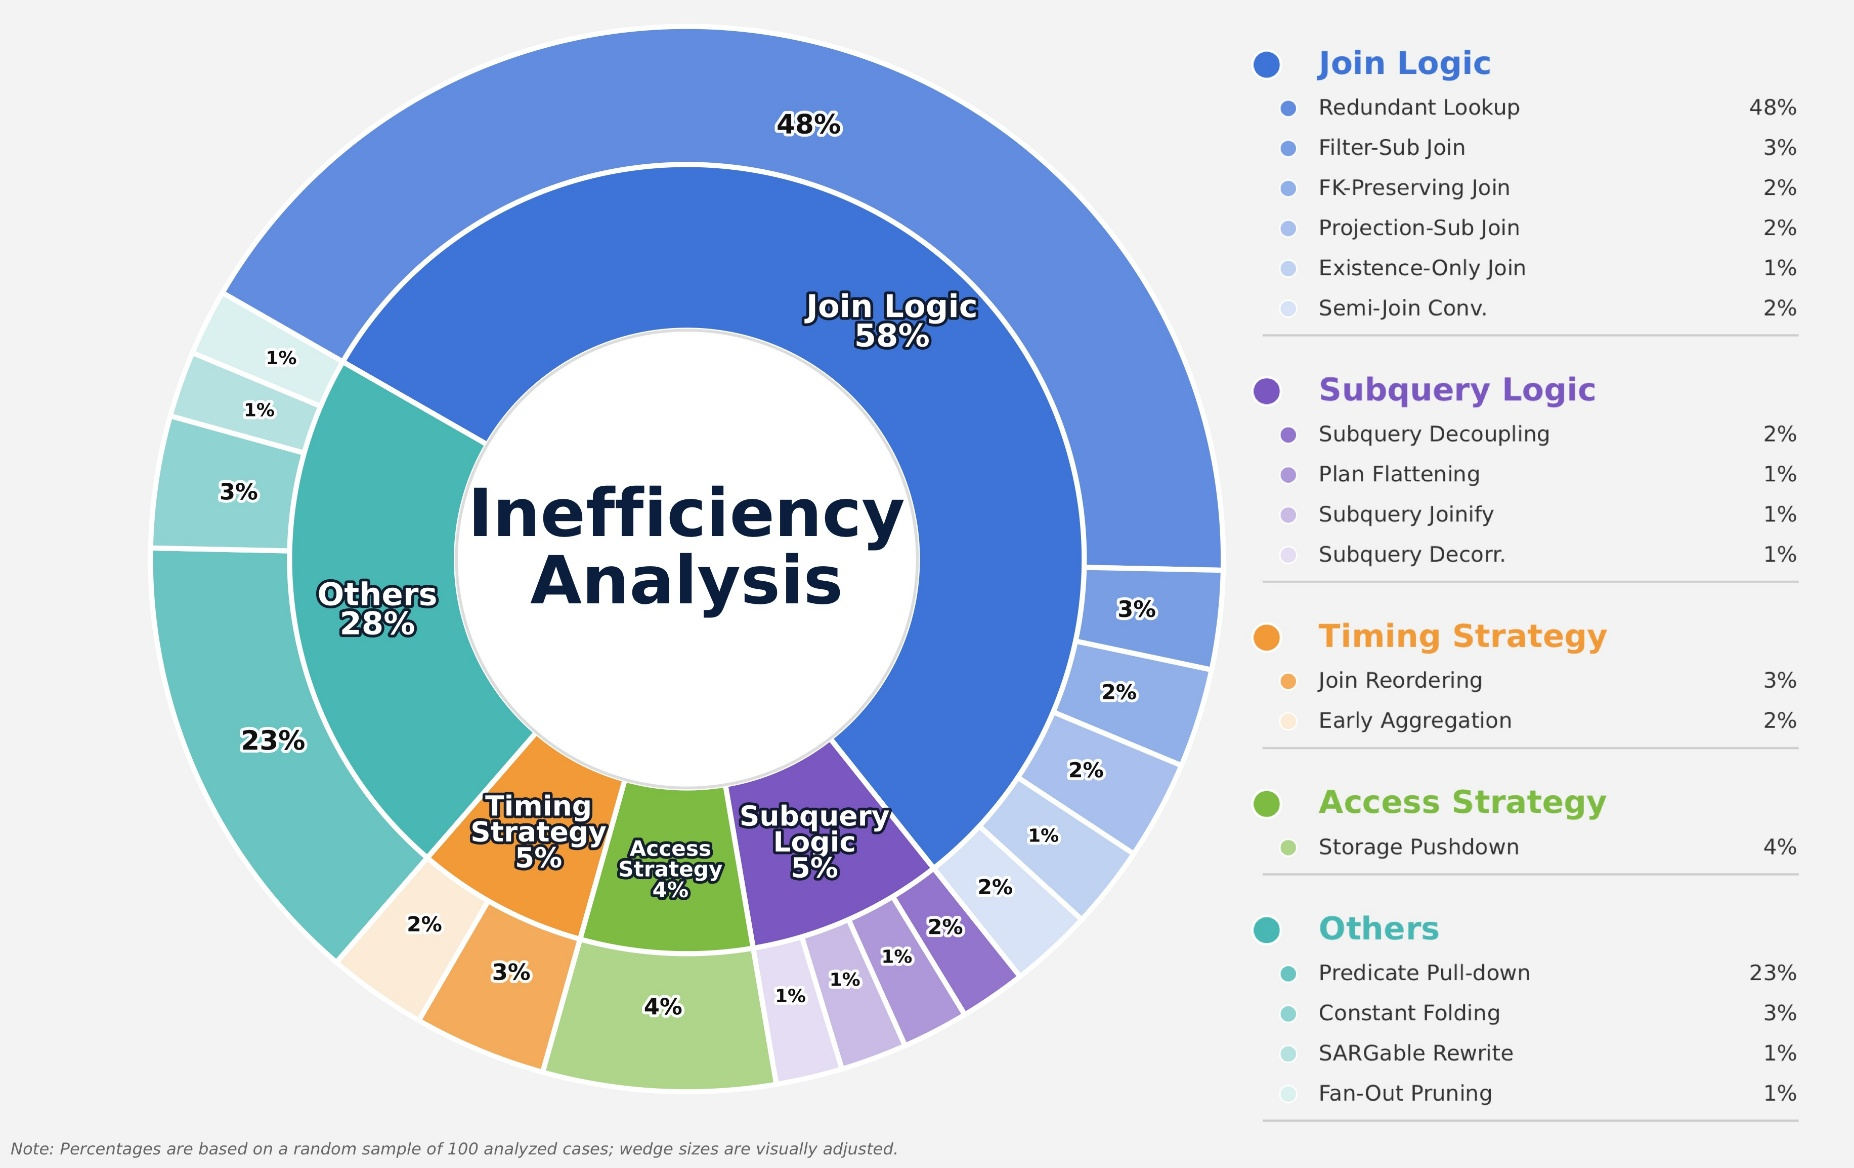 Inefficiency
Analysis
Join Logic
58%
Others
28%
Timing
Strategy
5%
Access
Strategy
4%
Subquery
Logic
5%
48%
3%
2%
2%
1%
2%
2%
1%
1%
1%
4%
3%
2%
23%
3%
1%
1%
Join Logic
Redundant Lookup 48%
Filter-Sub Join 3%
FK-Preserving Join 2%
Projection-Sub Join 2%
Existence-Only Join 1%
Semi-Join Conv. 2%
Subquery Logic
Subquery Decoupling 2%
Plan Flattening 1%
Subquery Joinify 1%
Subquery Decorr. 1%
Timing Strategy
Join Reordering 3%
Early Aggregation 2%
Access Strategy
Storage Pushdown 4%
Others
Predicate Pull-down 23%
Constant Folding 3%
SARGable Rewrite 1%
Fan-Out Pruning 1%
Note: Percentages are based on a random sample of 100 analyzed cases; wedge sizes are visually adjusted.